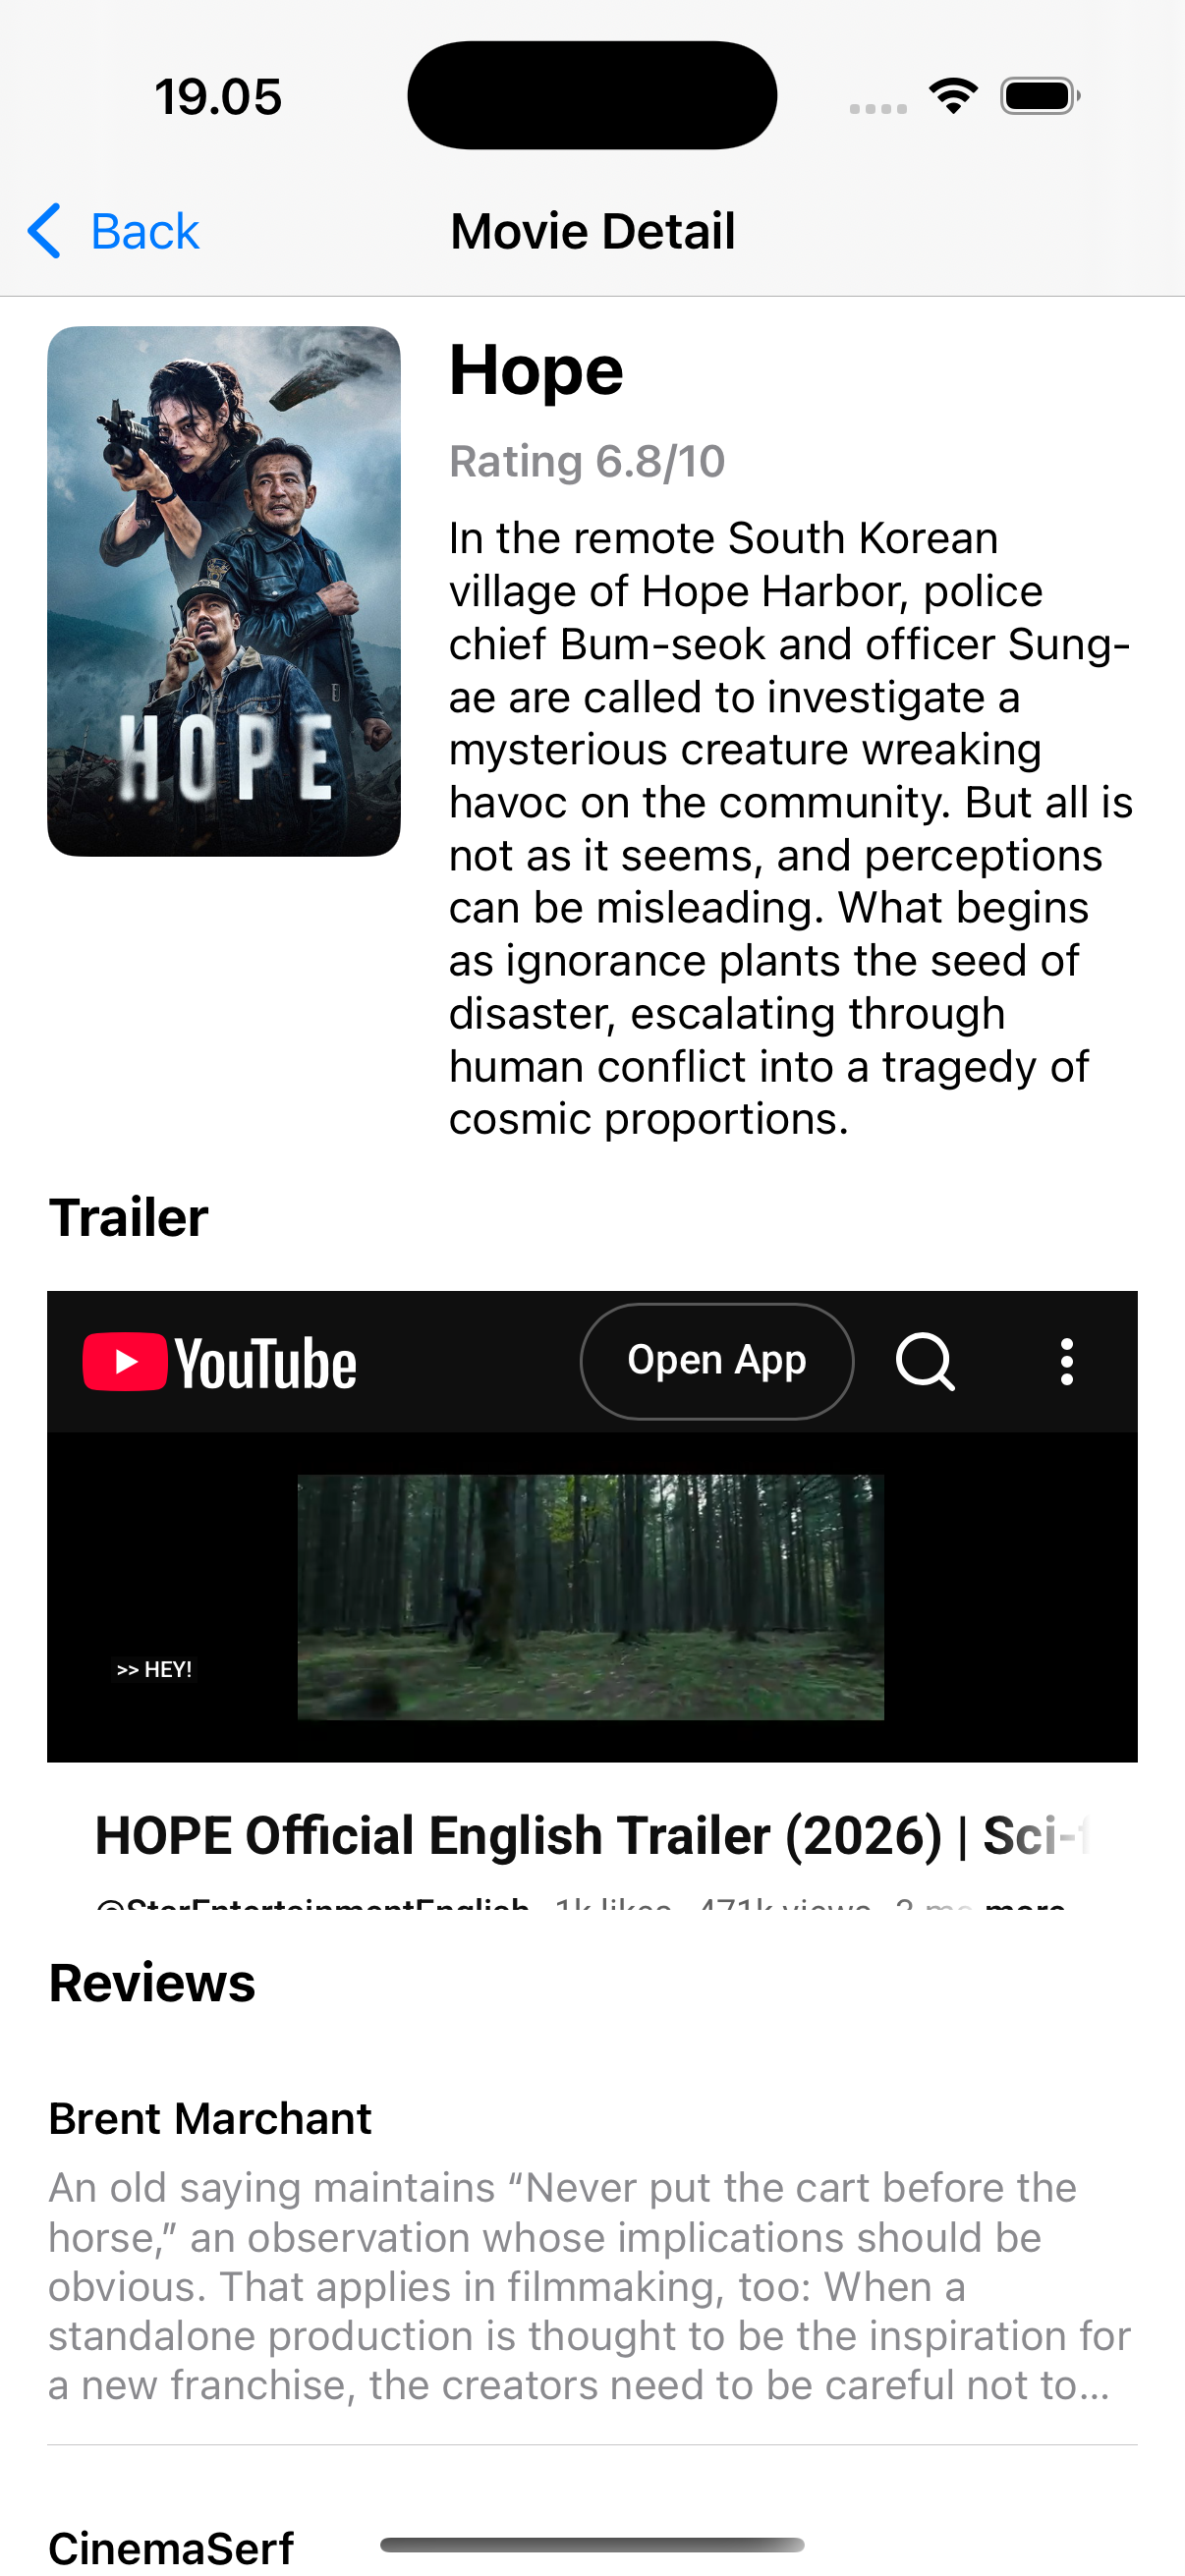 19.05
Back
Movie Detail
Hope
Rating 6.8/10
In the remote South Korean
village of Hope Harbor, police
chief Bum-seok and officer Sung-
ae are called to investigate a
mysterious creature wreaking
havoc on the community. But all is
not as it seems, and perceptions
can be misleading. What begins
as ignorance plants the seed of
disaster, escalating through
human conflict into a tragedy of
cosmic proportions.
HOPE
Trailer
YouTube
Open App
>> HEY!
HOPE Official English Trailer (2026) | Sci-f
@StarEntertainmentEnglish 1k likes 471k views more
Reviews
Brent Marchant
An old saying maintains “Never put the cart before the
horse,” an observation whose implications should be
obvious. That applies in filmmaking, too: When a
standalone production is thought to be the inspiration for
a new franchise, the creators need to be careful not to...
CinemaSerf